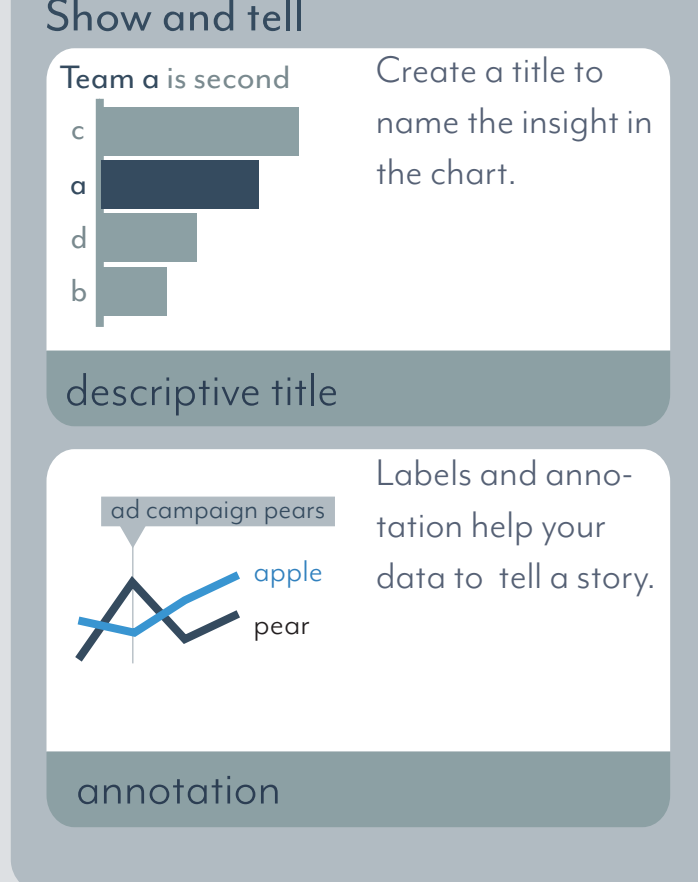 Show and tell
Team a is second
c
a
d
b
Create a title to
name the insight in
the chart.
descriptive title
ad campaign pears
apple
pear
Labels and anno-
tation help your
data to  tell a story.
annotation